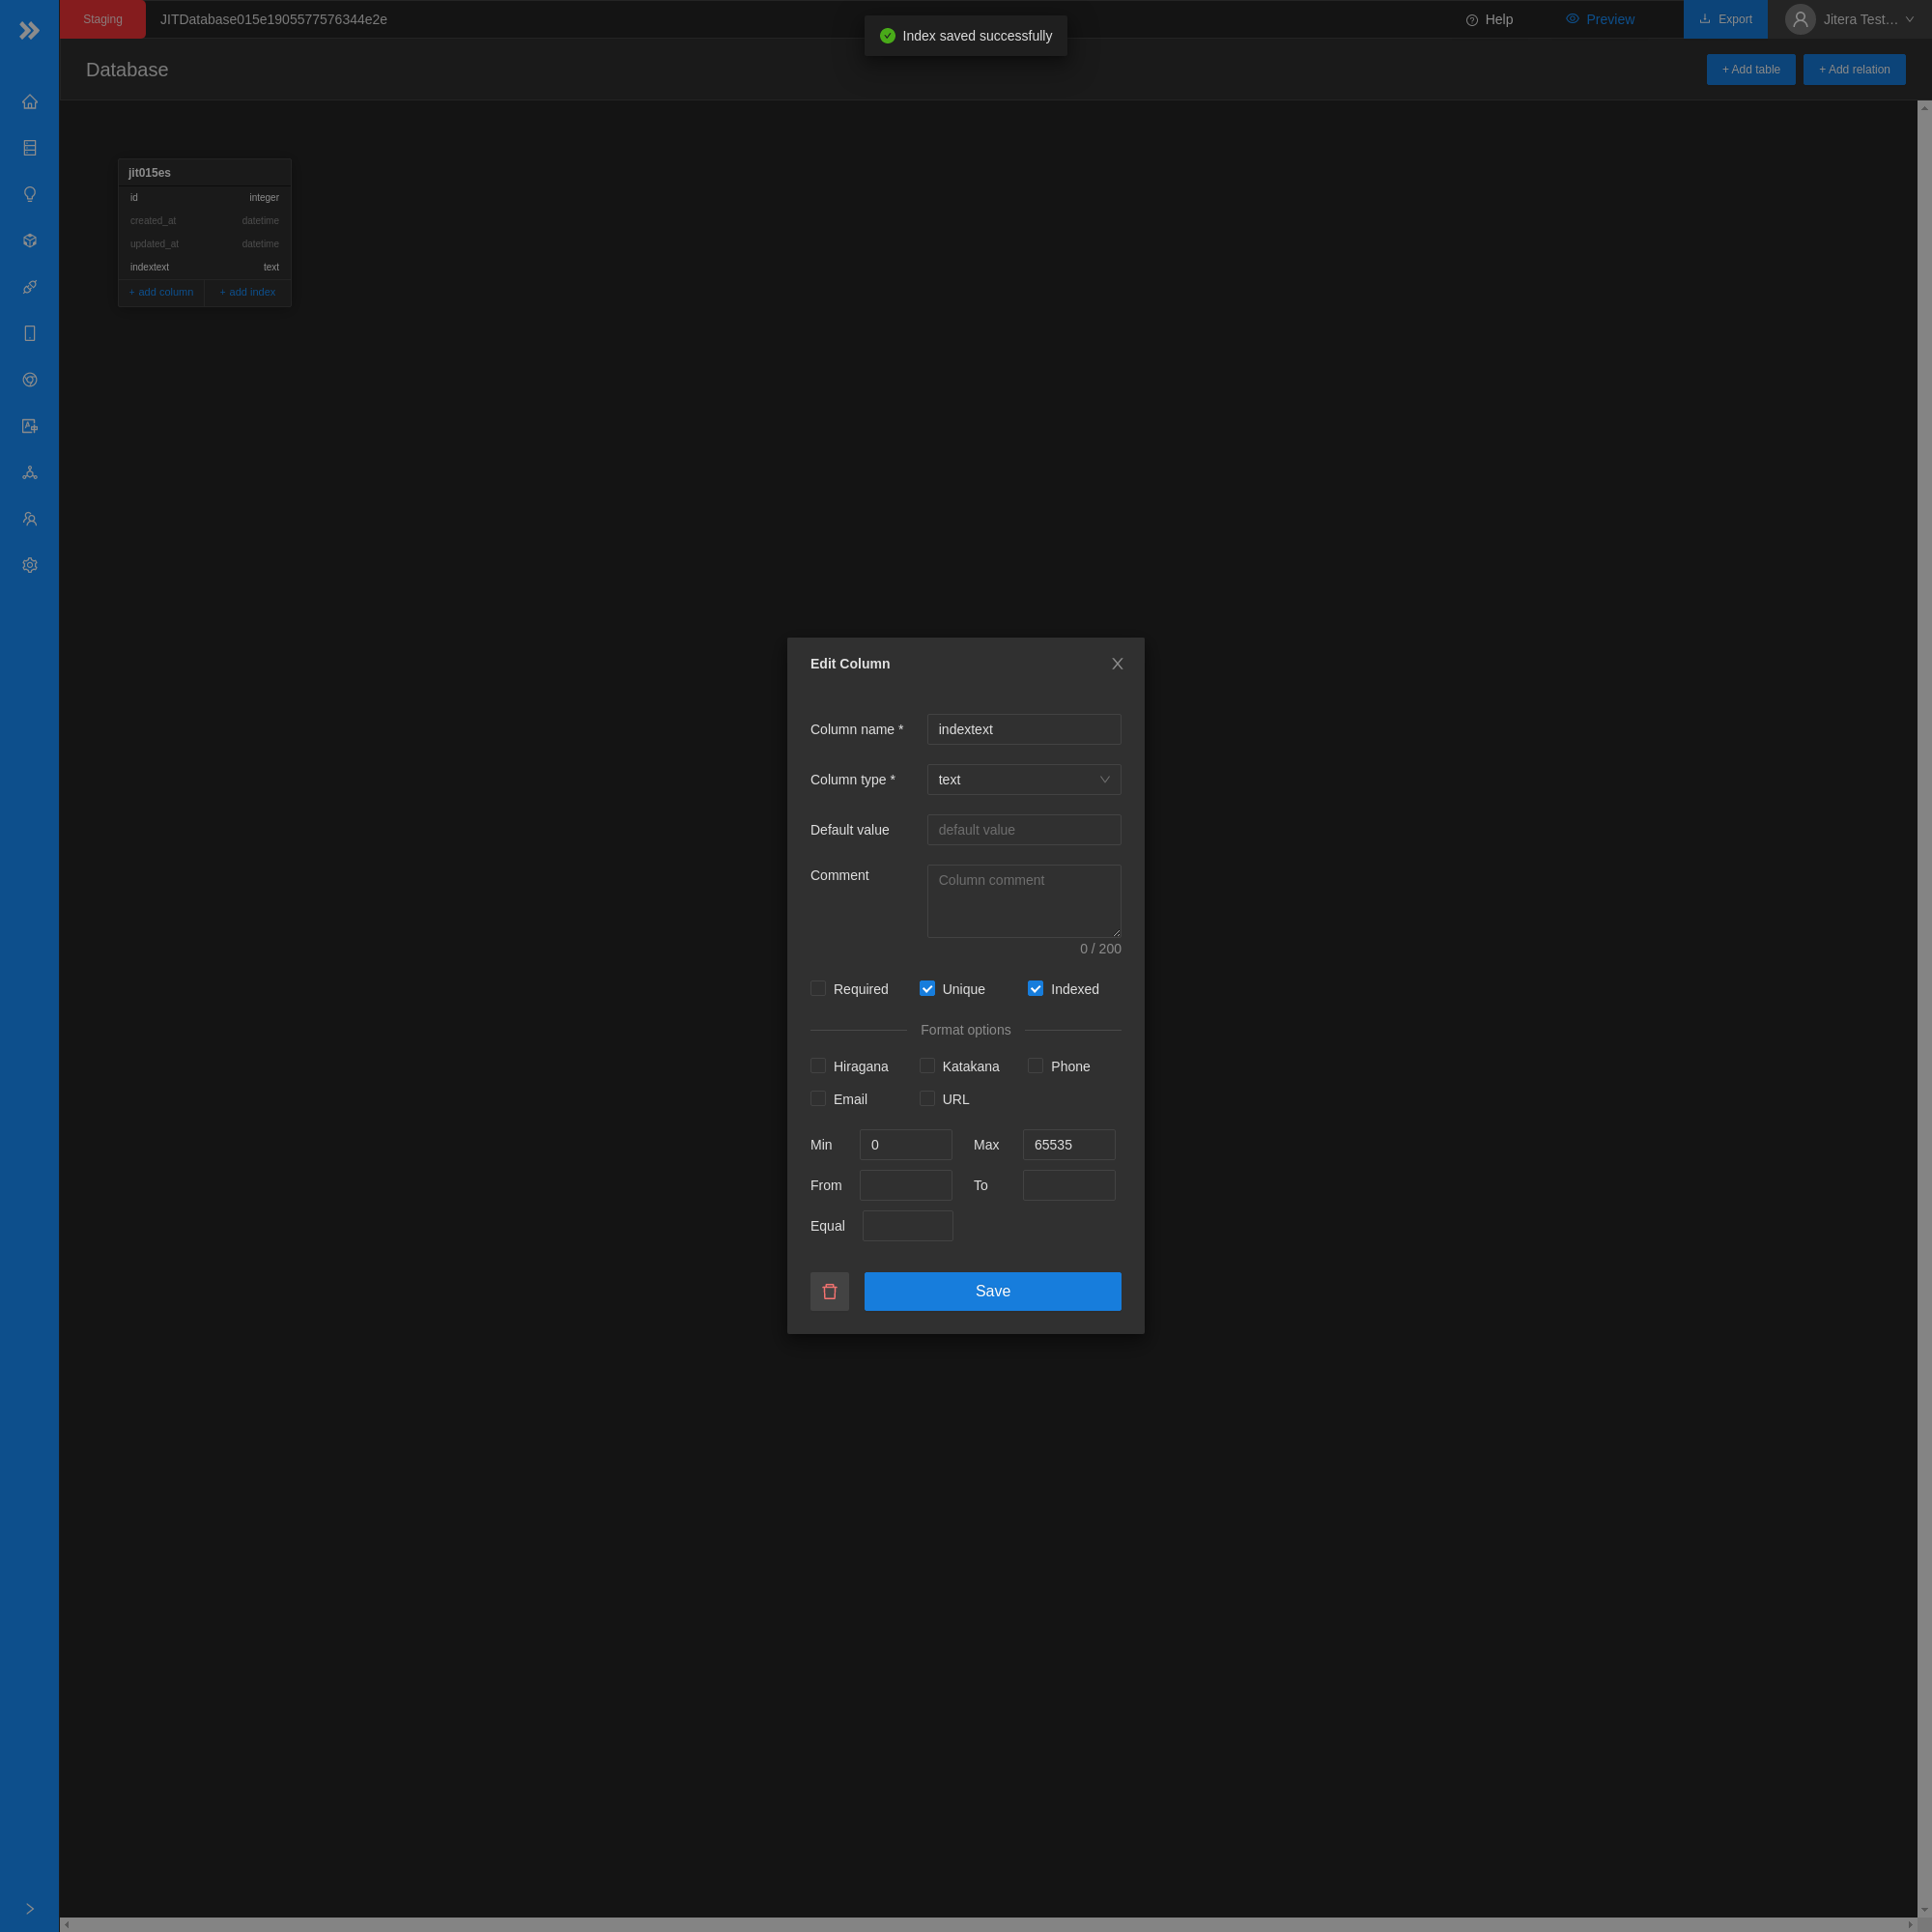 Staging
JITDatabase015e1905577576344e2e
Index saved successfully
Help
Preview
Export
Jitera Test…
Database
+ Add table
+ Add relation
jit015es
id integer
created_at datetime
updated_at datetime
indextext text
+ add column + add index
Edit Column
Column name * indextext
Column type * text
Default value default value
Comment Column comment
0 / 200
Required Unique Indexed
Format options
Hiragana Katakana Phone
Email URL
Min 0 Max 65535
From To
Equal
Save